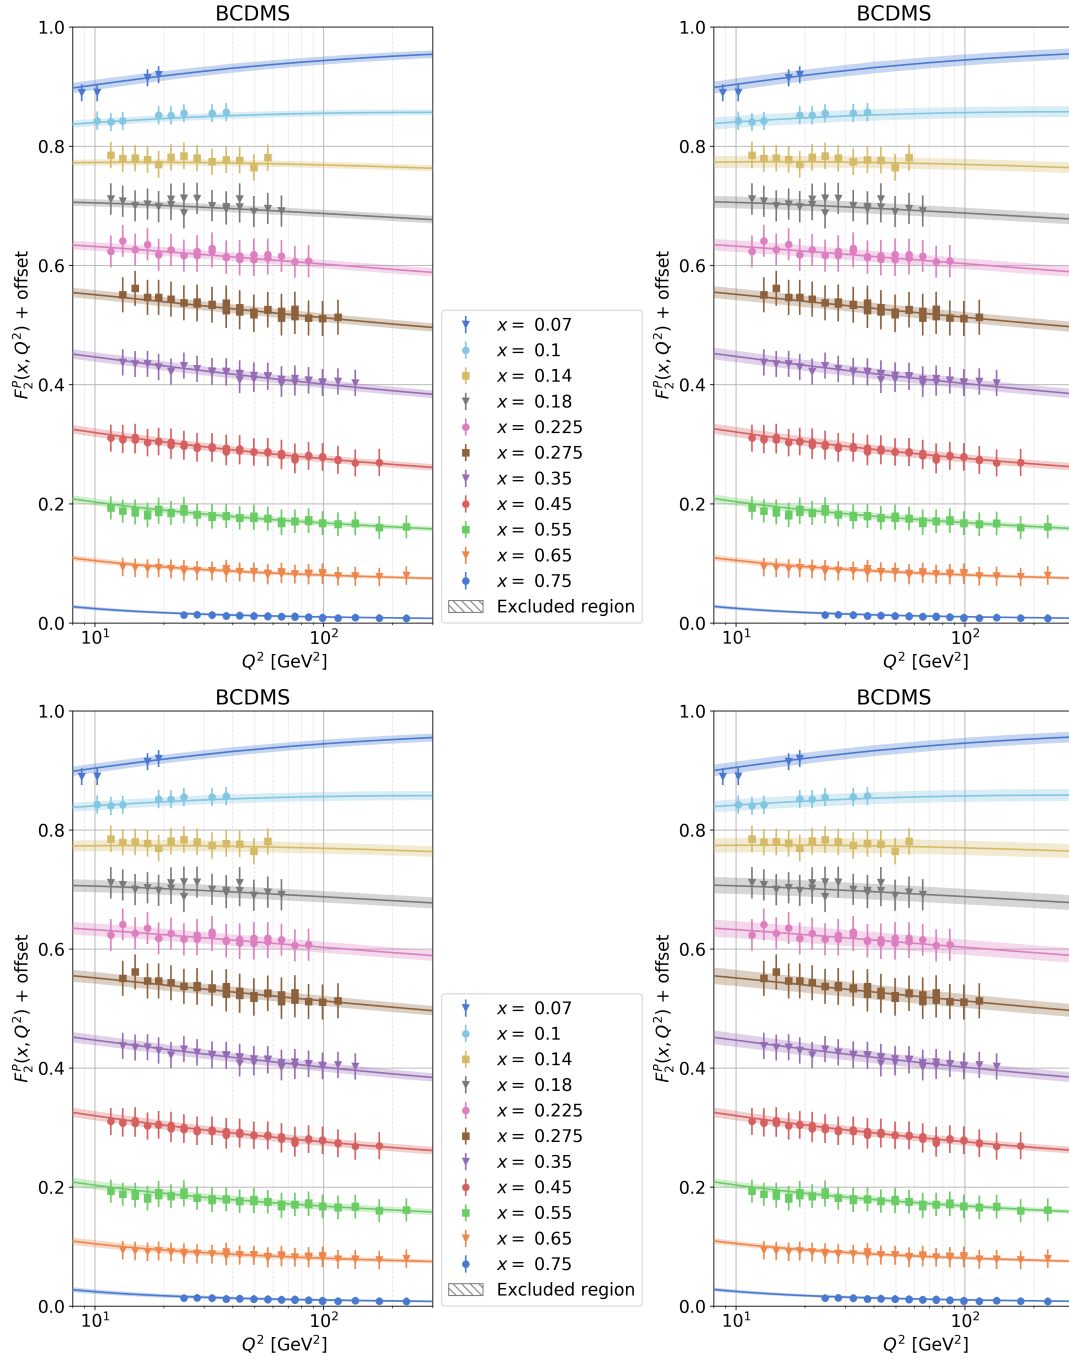 BCDMS
1.0
0.8
0.6
0.4
0.2
0.0
F₂ᵖ(x, Q²) + offset
10¹
10²
Q² [GeV²]
x = 0.07
x = 0.1
x = 0.14
x = 0.18
x = 0.225
x = 0.275
x = 0.35
x = 0.45
x = 0.55
x = 0.65
x = 0.75
Excluded region
BCDMS
1.0
0.8
0.6
0.4
0.2
0.0
F₂ᵖ(x, Q²) + offset
10¹
10²
Q² [GeV²]
BCDMS
1.0
0.8
0.6
0.4
0.2
0.0
F₂ᵖ(x, Q²) + offset
10¹
10²
Q² [GeV²]
x = 0.07
x = 0.1
x = 0.14
x = 0.18
x = 0.225
x = 0.275
x = 0.35
x = 0.45
x = 0.55
x = 0.65
x = 0.75
Excluded region
BCDMS
1.0
0.8
0.6
0.4
0.2
0.0
F₂ᵖ(x, Q²) + offset
10¹
10²
Q² [GeV²]